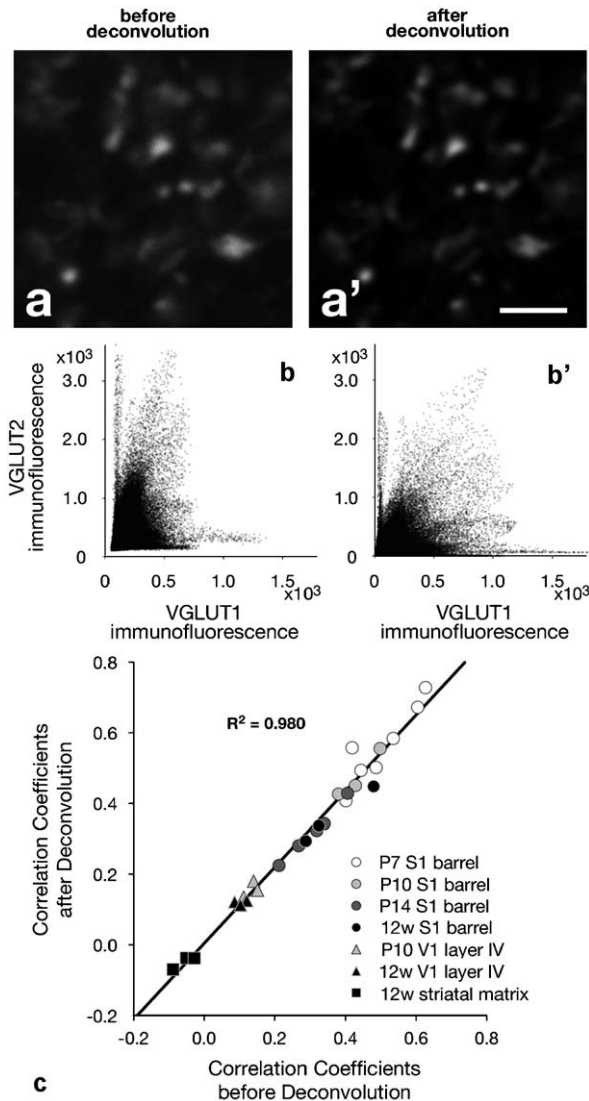 before
deconvolution
after
deconvolution
a
a'
b
b'
VGLUT2
immunofluorescence
x10³
3.0
1.0
0
0
0.5
1.0
1.5
x10³
VGLUT1
immunofluorescence
x10³
3.0
2.0
1.0
0
0
0.5
1.0
1.5
x10³
VGLUT1
immunofluorescence
Correlation Coefficients
after Deconvolution
0.8
0.6
0.4
0.2
0.0
-0.2
R² = 0.980
P7 S1 barrel
P10 S1 barrel
P14 S1 barrel
12w S1 barrel
P10 V1 layer IV
12w V1 layer IV
12w striatal matrix
-0.2
0.0
0.2
0.4
0.6
0.8
Correlation Coefficients
before Deconvolution
c